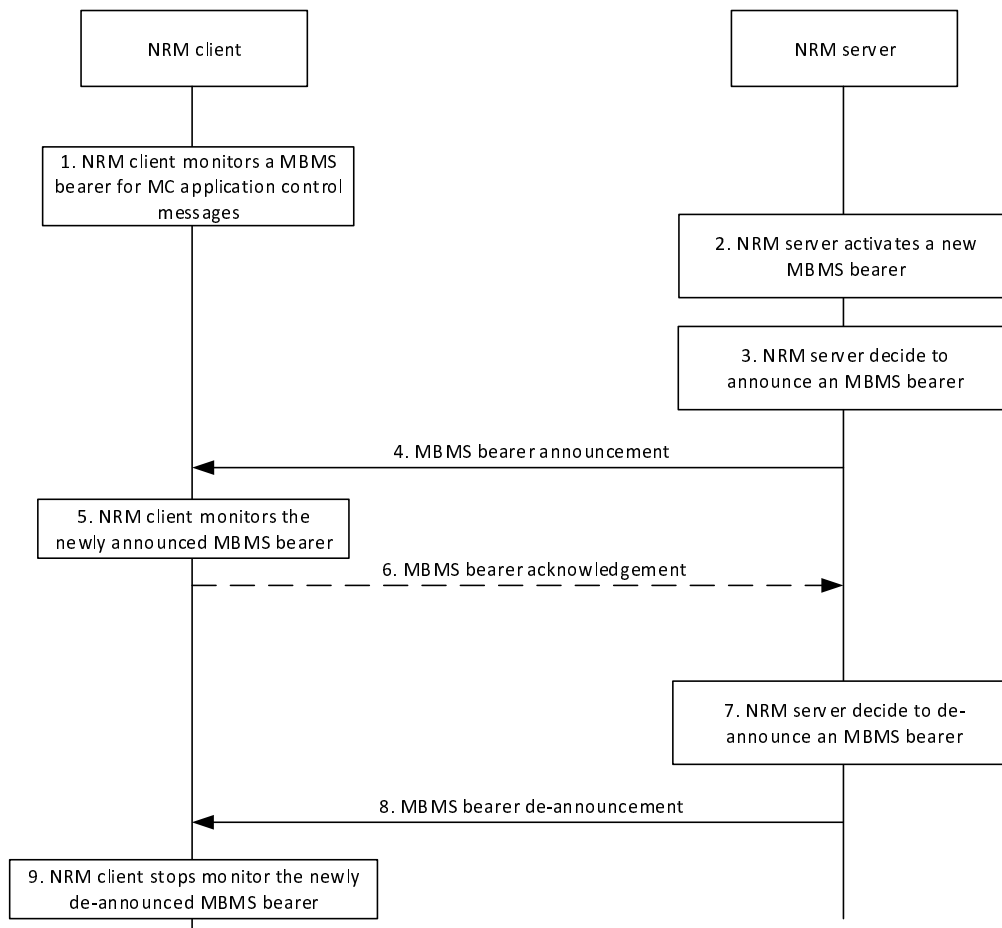 NRM client
NRM server
1. NRM client monitors a MBMS
bearer for MC application control
messages
2. NRM server activates a new
MBMS bearer
3. NRM server decide to
announce an MBMS bearer
4. MBMS bearer announcement
5. NRM client monitors the
newly announced MBMS bearer
6. MBMS bearer acknowledgement
7. NRM server decide to de-
announce an MBMS bearer
8. MBMS bearer de-announcement
9. NRM client stops monitor the newly
de-announced MBMS bearer